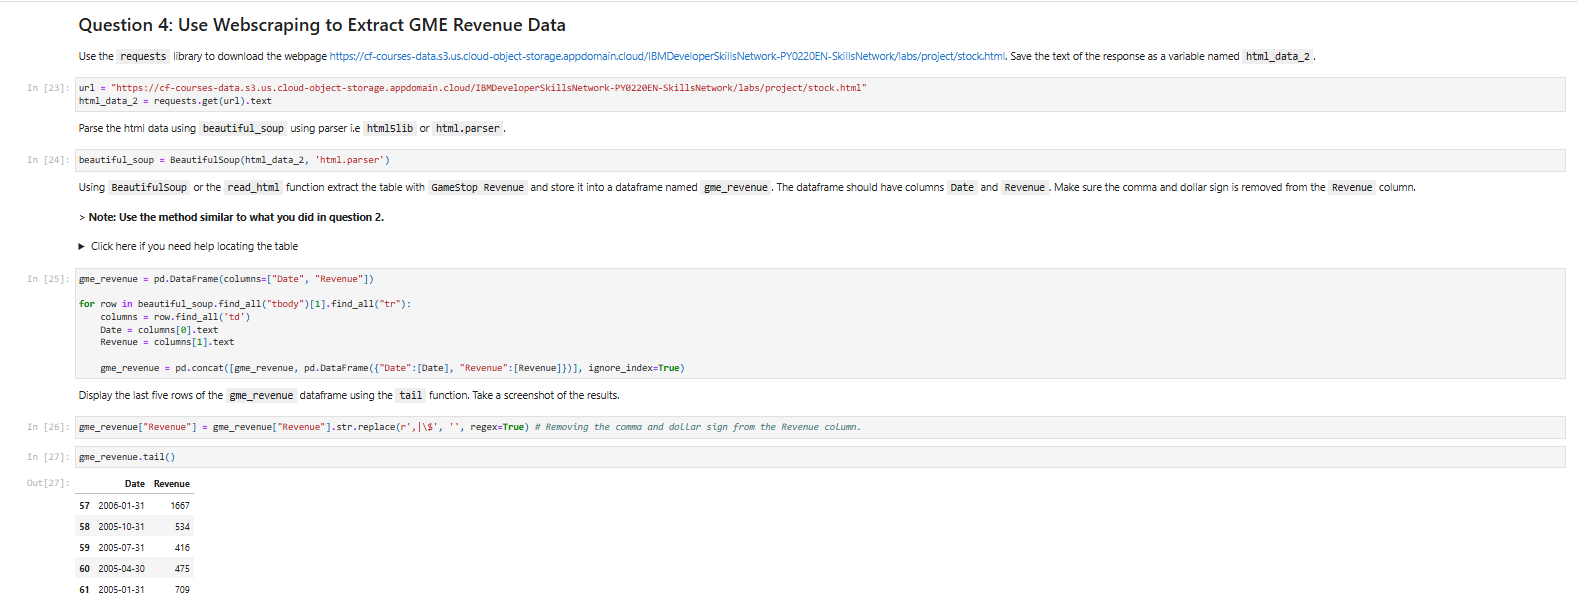 Question 4: Use Webscraping to Extract GME Revenue Data
Use the requests library to download the webpage https://cf-courses-data.s3.us.cloud-object-storage.appdomain.cloud/IBMDeveloperSkillsNetwork-PY0220EN-SkillsNetwork/labs/project/stock.html. Save the text of the response as a variable named html_data_2.
In [23]: url = "https://cf-courses-data.s3.us.cloud-object-storage.appdomain.cloud/IBMDeveloperSkillsNetwork-PY0220EN-SkillsNetwork/labs/project/stock.html"
html_data_2 = requests.get(url).text
Parse the html data using beautiful_soup using parser i.e html5lib or html.parser.
In [24]: beautiful_soup = BeautifulSoup(html_data_2, 'html.parser')
Using BeautifulSoup or the read_html function extract the table with GameStop Revenue and store it into a dataframe named gme_revenue. The dataframe should have columns Date and Revenue. Make sure the comma and dollar sign is removed from the Revenue column.
> Note: Use the method similar to what you did in question 2.
▶ Click here if you need help locating the table
In [25]: gme_revenue = pd.DataFrame(columns=["Date", "Revenue"])
for row in beautiful_soup.find_all("tbody")[1].find_all("tr"):
    columns = row.find_all('td')
    Date = columns[0].text
    Revenue = columns[1].text
    gme_revenue = pd.concat([gme_revenue, pd.DataFrame({"Date":[Date], "Revenue":[Revenue]})], ignore_index=True)
Display the last five rows of the gme_revenue dataframe using the tail function. Take a screenshot of the results.
In [26]: gme_revenue["Revenue"] = gme_revenue["Revenue"].str.replace(r',|\$', '', regex=True) # Removing the comma and dollar sign from the Revenue column.
In [27]: gme_revenue.tail()
Out[27]: Date Revenue
57 2006-01-31 1667
58 2005-10-31 534
59 2005-07-31 416
60 2005-04-30 475
61 2005-01-31 709